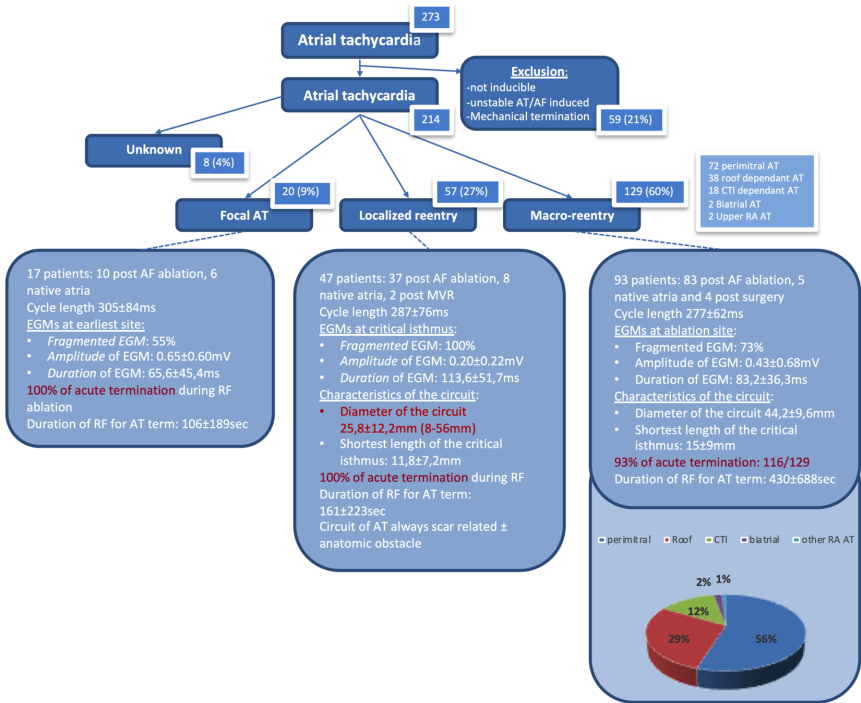 273
Atrial tachycardia
Exclusion:
-not inducible
-unstable AT/AF induced
-Mechanical termination
59 (21%)
Atrial tachycardia
214
Unknown
8 (4%)
20 (9%)
Focal AT
57 (27%)
Localized reentry
129 (60%)
Macro-reentry
72 perimitral AT
38 roof dependant AT
18 CTI dependant AT
2 Biatrial AT
2 Upper RA AT
17 patients: 10 post AF ablation, 6
native atria
Cycle length 305±84ms
EGMs at earliest site:
• Fragmented EGM: 55%
• Amplitude of EGM: 0.65±0.60mV
• Duration of EGM: 65,6±45,4ms
100% of acute termination during RF
ablation
Duration of RF for AT term: 106±189sec
47 patients: 37 post AF ablation, 8
native atria, 2 post MVR
Cycle length 287±76ms
EGMs at critical isthmus:
• Fragmented EGM: 100%
• Amplitude of EGM: 0.20±0.22mV
• Duration of EGM: 113,6±51,7ms
Characteristics of the circuit:
• Diameter of the circuit
25,8±12,2mm (8-56mm)
• Shortest length of the critical
isthmus: 11,8±7,2mm
100% of acute termination during RF
Duration of RF for AT term:
161±223sec
Circuit of AT always scar related ±
anatomic obstacle
93 patients: 83 post AF ablation, 5
native atria and 4 post surgery
Cycle length 277±62ms
EGMs at ablation site:
• Fragmented EGM: 73%
• Amplitude of EGM: 0.43±0.68mV
• Duration of EGM: 83,2±36,3ms
Characteristics of the circuit:
• Diameter of the circuit 44,2±9,6mm
• Shortest length of the critical
isthmus: 15±9mm
93% of acute termination: 116/129
Duration of RF for AT term: 430±688sec
perimitral Roof CTI biatrial other RA AT
2% 1%
12%
29% 56%